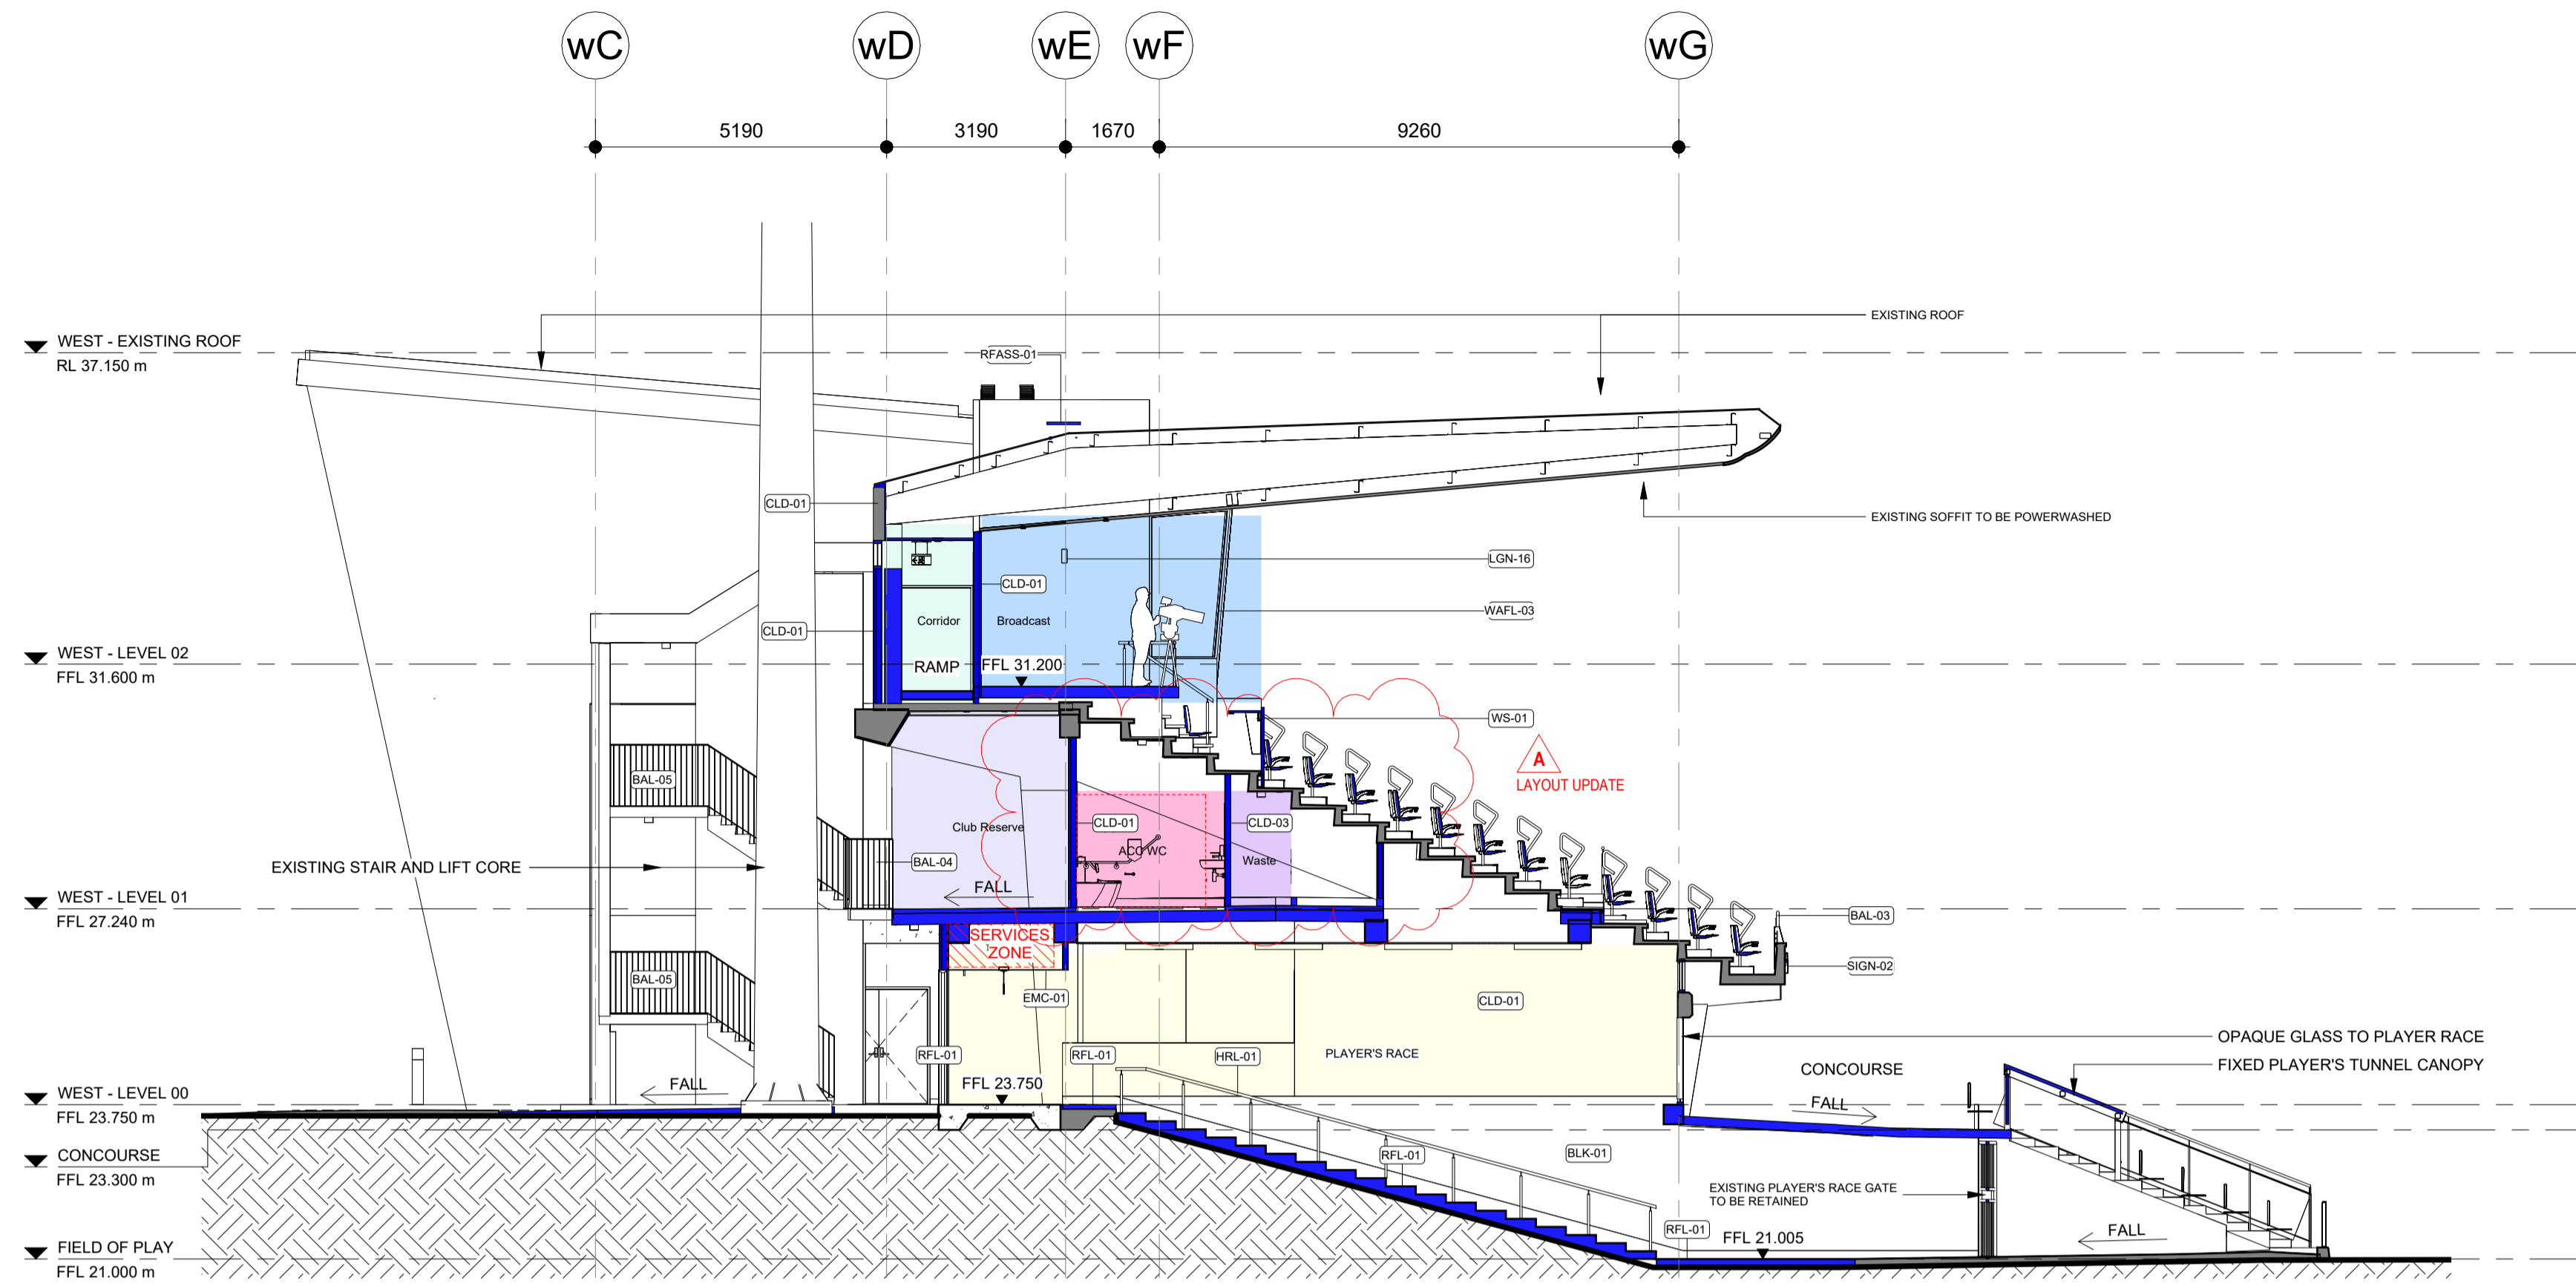 wC
wD
wE
wF
wG
5190
3190
1670
9260
EXISTING ROOF
WEST - EXISTING ROOF
RL 37.150 m
RFASS-01
CLD-01
EXISTING SOFFIT TO BE POWERWASHED
LGN-16
CLD-01
WAFL-03
Corridor
Broadcast
CLD-01
WEST - LEVEL 02
FFL 31.600 m
RAMP
FFL 31.200
WS-01
A
LAYOUT UPDATE
BAL-05
Club Reserve
CLD-01
CLD-03
ACC WC
Waste
BAL-04
EXISTING STAIR AND LIFT CORE
FALL
WEST - LEVEL 01
FFL 27.240 m
BAL-03
SERVICES
ZONE
SIGN-02
BAL-05
EMC-01
CLD-01
OPAQUE GLASS TO PLAYER RACE
RFL-01
RFL-01
HRL-01
PLAYER'S RACE
CONCOURSE
FIXED PLAYER'S TUNNEL CANOPY
FALL
FFL 23.750
WEST - LEVEL 00
FFL 23.750 m
FALL
CONCOURSE
FFL 23.300 m
RFL-01
BLK-01
EXISTING PLAYER'S RACE GATE
TO BE RETAINED
RFL-01
FFL 21.005
FALL
FIELD OF PLAY
FFL 21.000 m